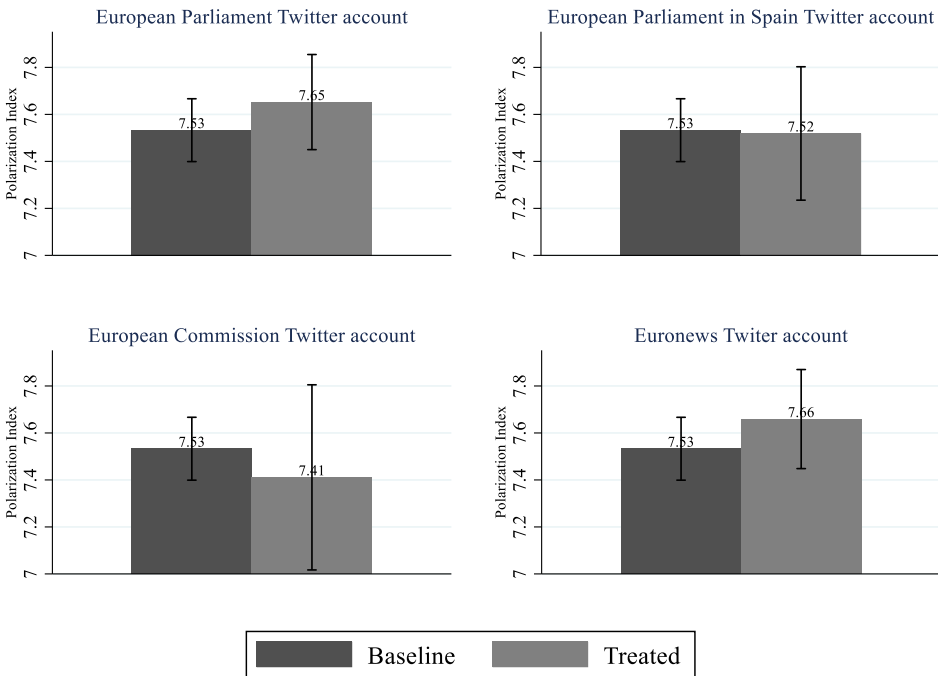 European Parliament Twitter account
Polarization Index
7.8
7.6
7.4
7.2
7
7.53
7.65
European Parliament in Spain Twitter account
Polarization Index
7.8
7.6
7.4
7.2
7
7.53
7.52
European Commission Twitter account
Polarization Index
7.8
7.6
7.4
7.2
7
7.53
7.41
Euronews Twiter account
Polarization Index
7.8
7.6
7.4
7.2
7
7.53
7.66
Baseline
Treated